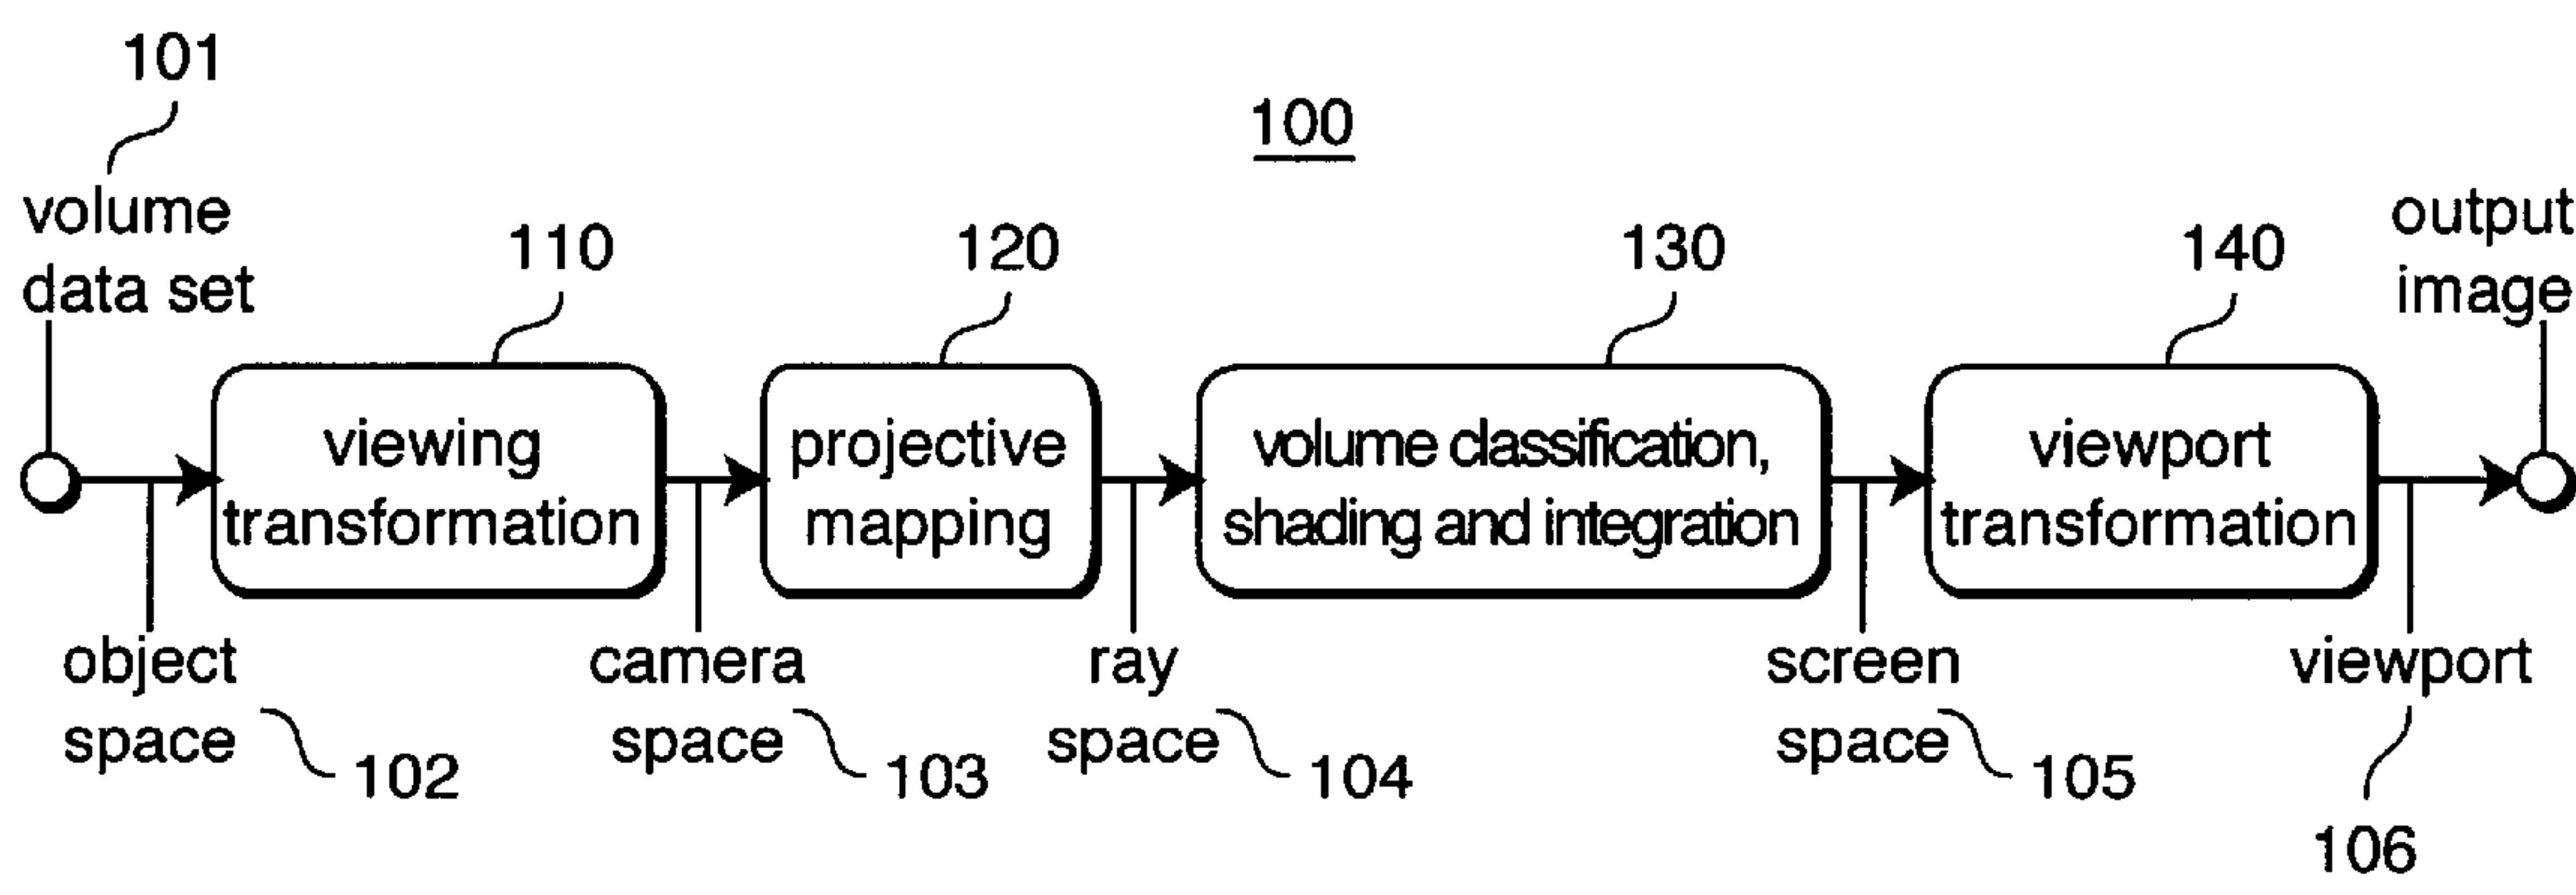 101
volume
data set
100
110
viewing
transformation
120
projective
mapping
130
volume classification,
shading and integration
140
viewport
transformation
output
image
object
space
102
camera
space
103
ray
space
104
screen
space
105
viewport
106